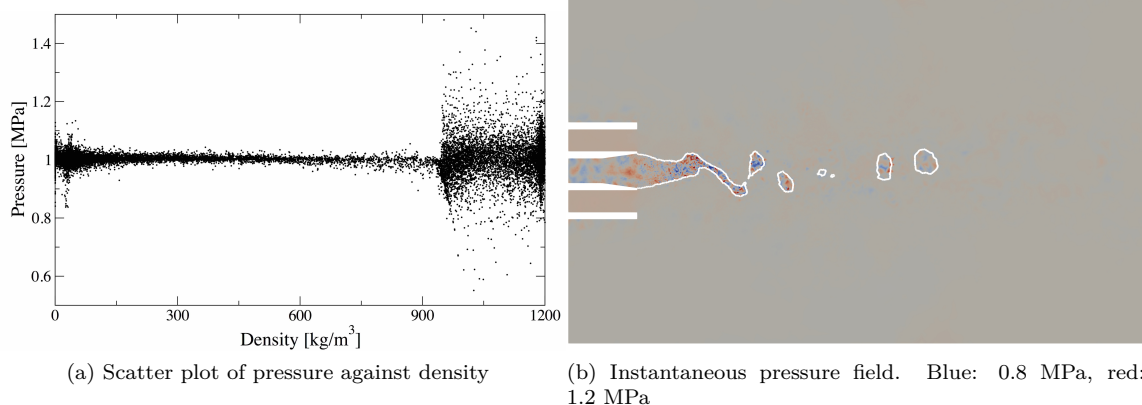 1.4
1.2
1
0.8
0.6
Pressure [MPa]
0 300 600 900 1200
Density [kg/m³]
(a) Scatter plot of pressure against density
(b) Instantaneous pressure field. Blue: 0.8 MPa, red:
1.2 MPa